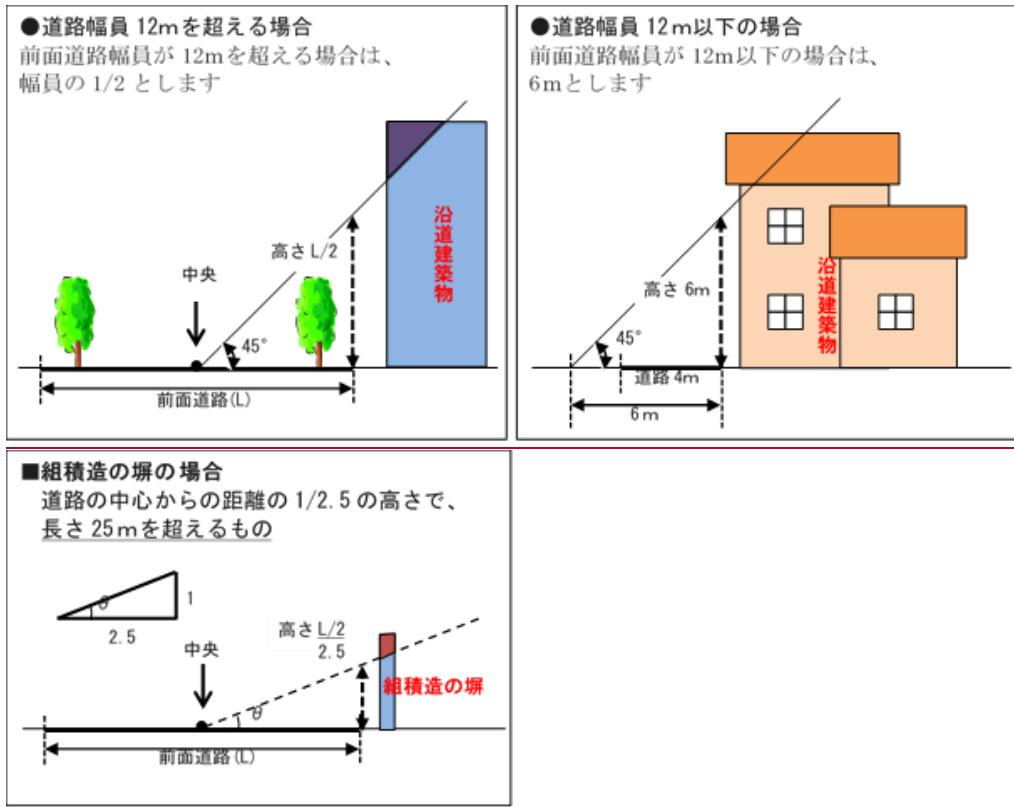 ●道路幅員 12mを超える場合
前面道路幅員が 12mを超える場合は、
幅員の 1/2 とします
沿道建築物
高さ L/2
中央
45°
前面道路(L)
●道路幅員 12m以下の場合
前面道路幅員が 12m以下の場合は、
6mとします
沿道建築物
高さ 6m
45°
道路 4m
6m
■組積造の塀の場合
道路の中心からの距離の 1/2.5 の高さで、
長さ 25mを超えるもの
θ
1
2.5
高さ L/2
2.5
中央
組積造の塀
θ
前面道路(L)